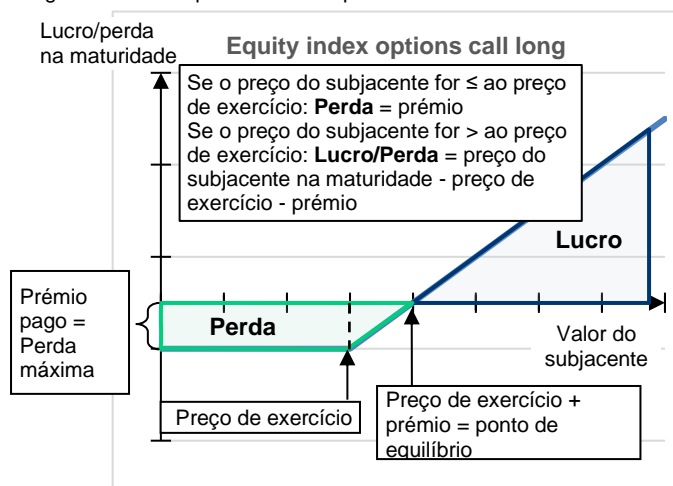 Lucro/perda
na maturidade
Equity index options call long
Se o preço do subjacente for ≤ ao preço
de exercício: Perda = prémio
Se o preço do subjacente for > ao preço
de exercício: Lucro/Perda = preço do
subjacente na maturidade - preço de
exercício - prémio
Lucro
Prémio
pago =
Perda
máxima
Perda
Valor do
subjacente
Preço de exercício
Preço de exercício +
prémio = ponto de
equilíbrio